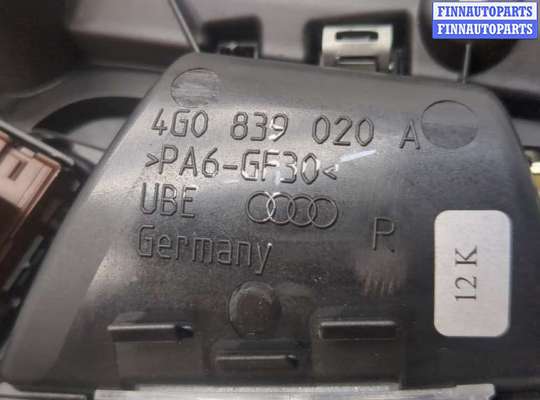 FINNAUTOPARTS
FINNAUTOPARTS
4G0 839 020 A
>PA6-GF30<
UBE
Germany
R
12 K